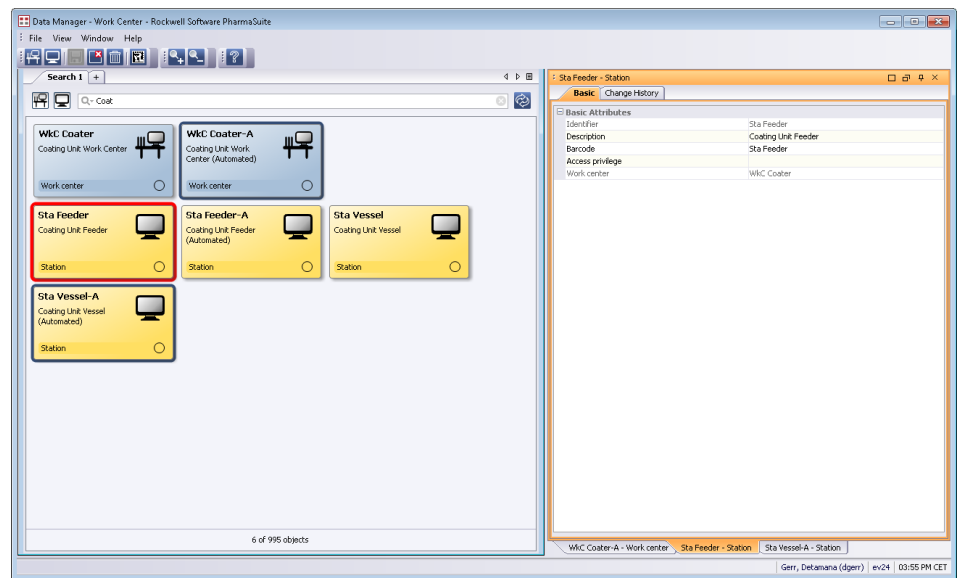 Data Manager - Work Center - Rockwell Software PharmaSuite
File View Window Help
Search 1 +
Coat
WkC Coater
Coating Unit Work Center
Work center
WkC Coater-A
Coating Unit Work
Center (Automated)
Work center
Sta Feeder
Coating Unit Feeder
Station
Sta Feeder-A
Coating Unit Feeder
(Automated)
Station
Sta Vessel
Coating Unit Vessel
Station
Sta Vessel-A
Coating Unit Vessel
(Automated)
Station
6 of 995 objects
Sta Feeder - Station
Basic Change History
Basic Attributes
Identifier Sta Feeder
Description Coating Unit Feeder
Barcode Sta Feeder
Access privilege
Work center WkC Coater
WkC Coater-A - Work center Sta Feeder - Station Sta Vessel-A - Station
Gerr, Detamana (dgerr) ev24 03:55 PM CET